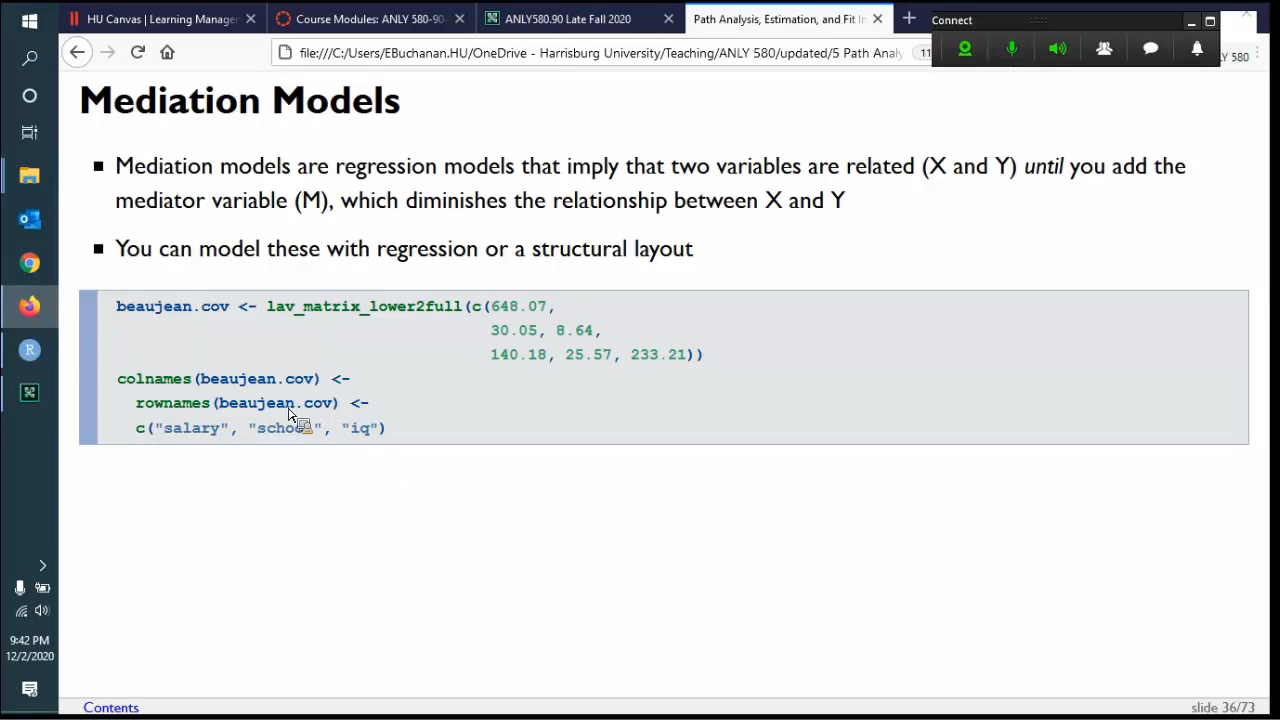 HU Canvas | Learning Manage
Course Modules: ANLY 580-90-
ANLY580.90 Late Fall 2020
Path Analysis, Estimation, and Fit In
Connect
file:///C:/Users/EBuchanan.HU/OneDrive - Harrisburg University/Teaching/ANLY 580/updated/5 Path Analy
LY 580
Mediation Models
Mediation models are regression models that imply that two variables are related (X and Y) until you add the
mediator variable (M), which diminishes the relationship between X and Y
You can model these with regression or a structural layout
beaujean.cov <- lav_matrix_lower2full(c(648.07,
30.05, 8.64,
140.18, 25.57, 233.21))
colnames(beaujean.cov) <-
rownames(beaujean.cov) <-
c("salary", "school", "iq")
9:42 PM
12/2/2020
Contents
slide 36/73